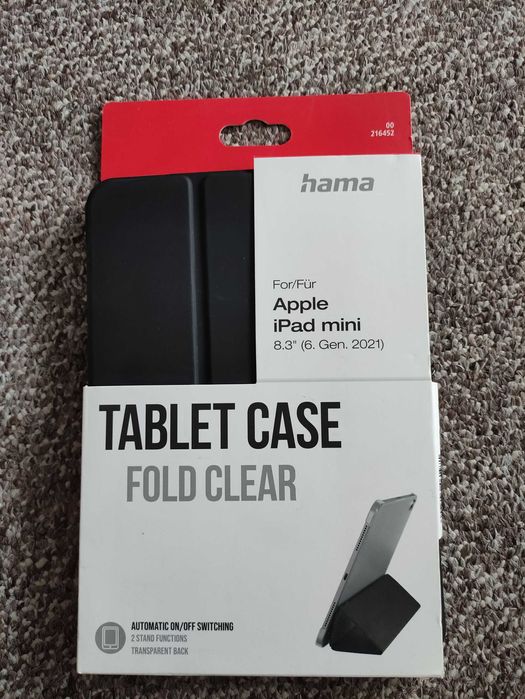 00
216452
hama
For/Für
Apple
iPad mini
8.3" (6. Gen. 2021)
TABLET CASE
FOLD CLEAR
AUTOMATIC ON/OFF SWITCHING
2 STAND FUNCTIONS
TRANSPARENT BACK